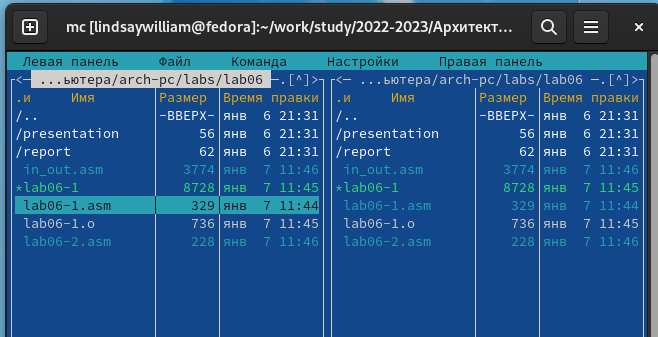 mc [lindsaywilliam@fedora]:~/work/study/2022-2023/Архитект…
Левая панель Файл Команда Настройки Правая панель
<— …ьютера/arch-pc/labs/lab06 —.[^]> <— …ьютера/arch-pc/labs/lab06 —.[^]>
.и Имя Размер Время правки .и Имя Размер Время правки
/.. -ВВЕРХ- янв 6 21:31 /.. -ВВЕРХ- янв 6 21:31
/presentation 56 янв 6 21:31 /presentation 56 янв 6 21:31
/report 62 янв 6 21:31 /report 62 янв 6 21:31
in_out.asm 3774 янв 7 11:46 in_out.asm 3774 янв 7 11:46
*lab06-1 8728 янв 7 11:45 *lab06-1 8728 янв 7 11:45
lab06-1.asm 329 янв 7 11:44 lab06-1.asm 329 янв 7 11:44
lab06-1.o 736 янв 7 11:45 lab06-1.o 736 янв 7 11:45
lab06-2.asm 228 янв 7 11:46 lab06-2.asm 228 янв 7 11:46